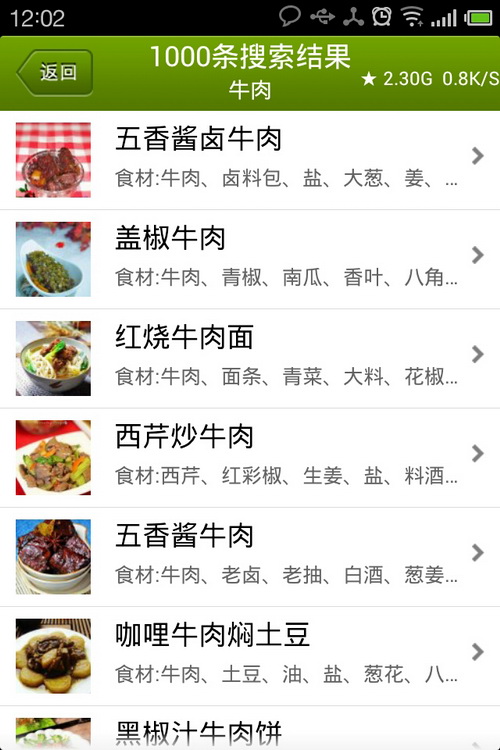 12:02
返回
1000条搜索结果
牛肉
★ 2.30G 0.8K/S
五香酱卤牛肉
食材:牛肉、卤料包、盐、大葱、姜、...
盖椒牛肉
食材:牛肉、青椒、南瓜、香叶、八角...
红烧牛肉面
食材:牛肉、面条、青菜、大料、花椒...
西芹炒牛肉
食材:西芹、红彩椒、生姜、盐、料酒...
五香酱牛肉
食材:牛肉、老卤、老抽、白酒、葱姜...
咖哩牛肉焖土豆
食材:牛肉、土豆、油、盐、葱花、八...
黑椒汁牛肉饼